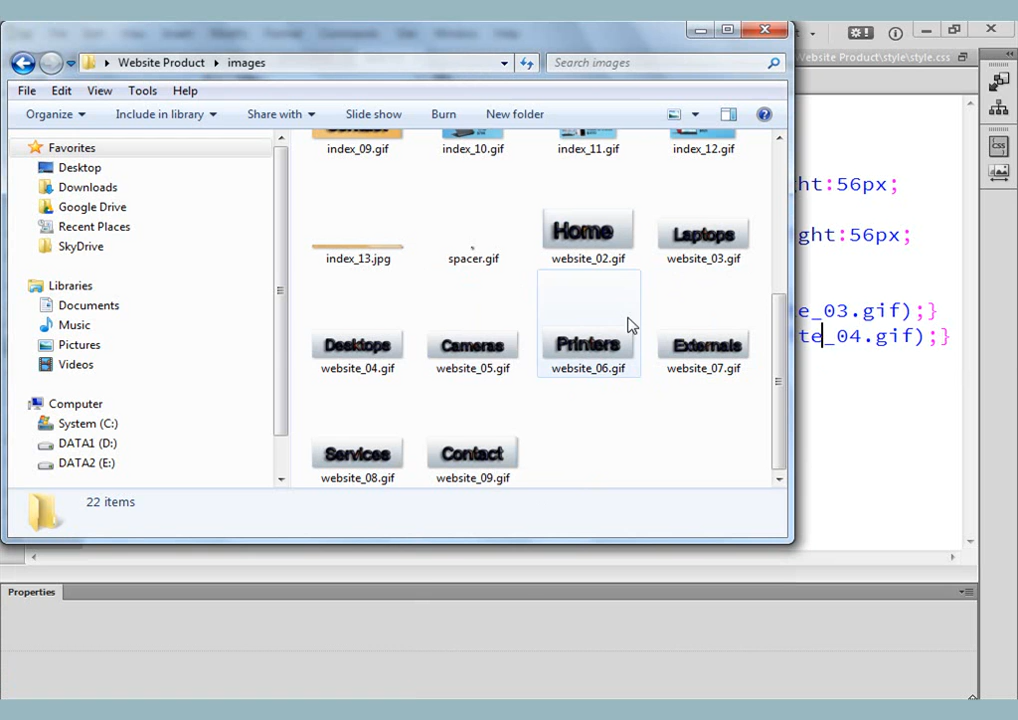 Website Product images
Search images
Website Product\style\style.css
File Edit View Tools Help
Organize Include in library Share with Slide show Burn New folder
Favorites
Desktop
Downloads
Google Drive
Recent Places
SkyDrive
Libraries
Documents
Music
Pictures
Videos
Computer
System (C:)
DATA1 (D:)
DATA2 (E:)
index_09.gif index_10.gif index_11.gif index_12.gif
Home Laptops
index_13.jpg spacer.gif website_02.gif website_03.gif
Desktops Cameras Printers Externals
website_04.gif website_05.gif website_06.gif website_07.gif
Services Contact
website_08.gif website_09.gif
22 items
ht:56px;
ght:56px;
e_03.gif);}
te_04.gif);}
CSS
Properties